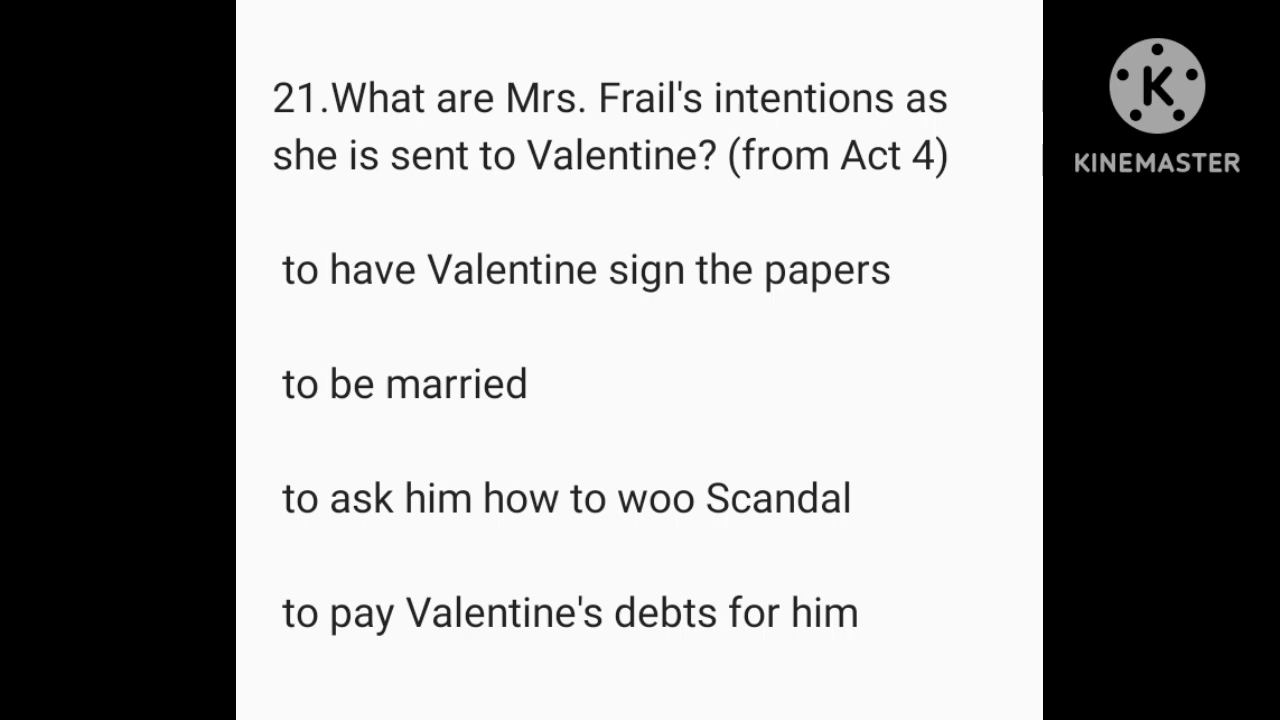 21.What are Mrs. Frail's intentions as
she is sent to Valentine? (from Act 4)
to have Valentine sign the papers
to be married
to ask him how to woo Scandal
to pay Valentine's debts for him
K
KINEMASTER